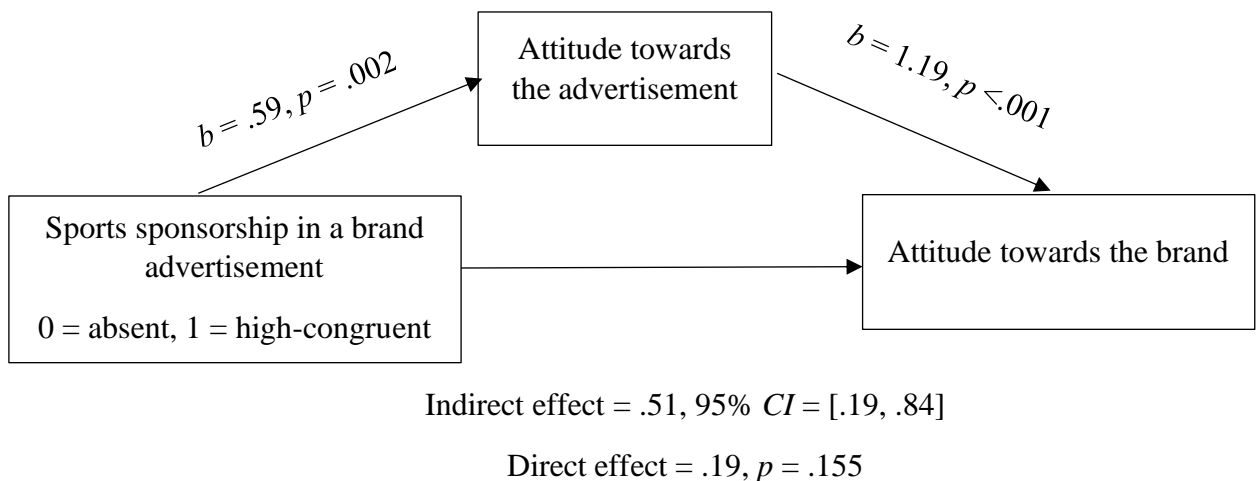 Attitude towards
the advertisement
b = .59, p = .002
b = 1.19, p <.001
Sports sponsorship in a brand
advertisement
0 = absent, 1 = high-congruent
Attitude towards the brand
Indirect effect = .51, 95% CI = [.19, .84]
Direct effect = .19, p = .155